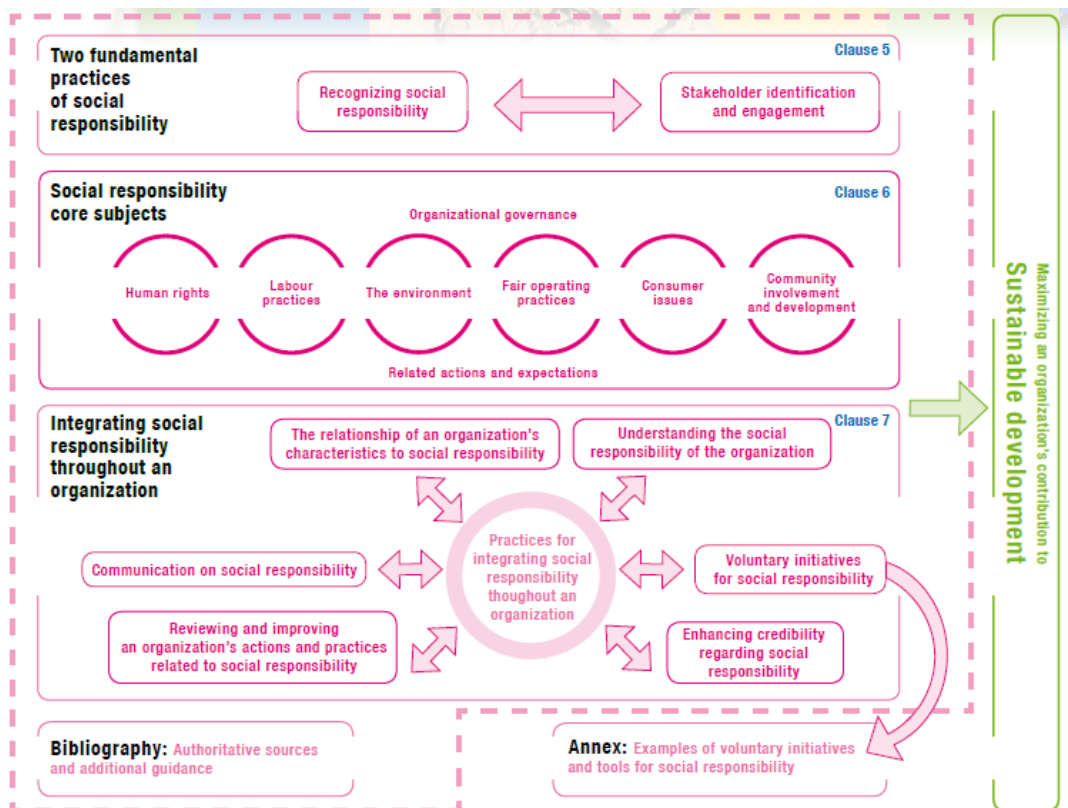 Two fundamental
practices
of social
responsibility
Clause 5
Recognizing social
responsibility
Stakeholder identification
and engagement
Social responsibility
core subjects
Clause 6
Organizational governance
Human rights
Labour
practices
The environment
Fair operating
practices
Consumer
issues
Community
involvement
and development
Related actions and expectations
Integrating social
responsibility
throughout an
organization
Clause 7
The relationship of an organization's
characteristics to social responsibility
Understanding the social
responsibility of the organization
Practices for
integrating social
responsibility
thoughout an
organization
Communication on social responsibility
Voluntary initiatives
for social responsibility
Reviewing and improving
an organization's actions and practices
related to social responsibility
Enhancing credibility
regarding social
responsibility
Bibliography: Authoritative sources
and additional guidance
Annex: Examples of voluntary initiatives
and tools for social responsibility
Maximizing an organization's contribution to
Sustainable development